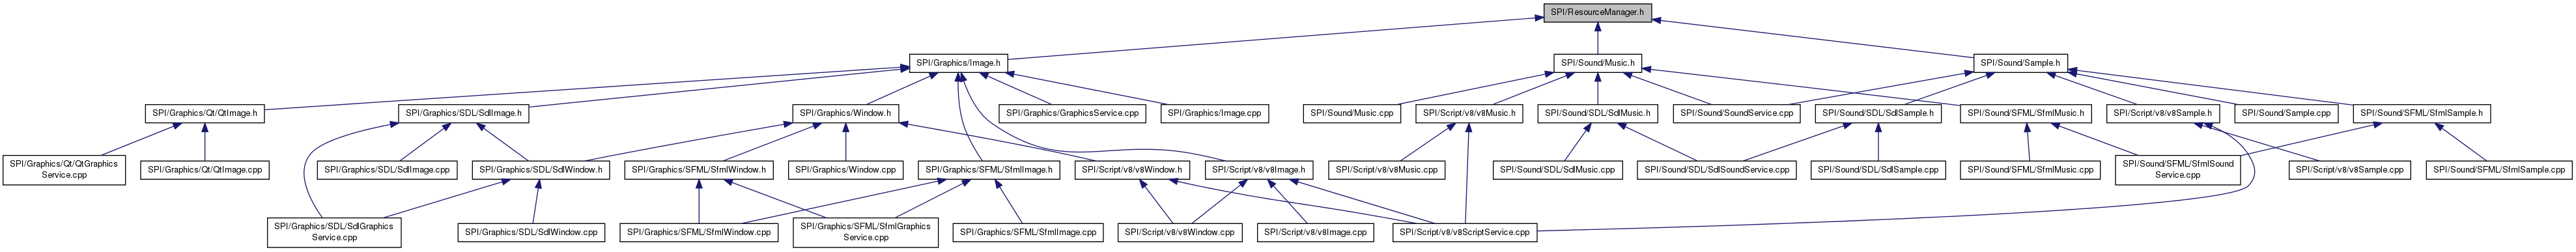 SPI/ResourceManager.h
SPI/Graphics/Image.h
SPI/Sound/Music.h
SPI/Sound/Sample.h
SPI/Graphics/Qt/QtImage.h
SPI/Graphics/SDL/SdlImage.h
SPI/Graphics/Window.h
SPI/Graphics/GraphicsService.cpp
SPI/Graphics/Image.cpp
SPI/Sound/Music.cpp
SPI/Script/v8/v8Music.h
SPI/Sound/SDL/SdlMusic.h
SPI/Sound/SoundService.cpp
SPI/Sound/SDL/SdlSample.h
SPI/Sound/SFML/SfmlMusic.h
SPI/Script/v8/v8Sample.h
SPI/Sound/Sample.cpp
SPI/Sound/SFML/SfmlSample.h
SPI/Graphics/Qt/QtGraphics
Service.cpp
SPI/Graphics/Qt/QtImage.cpp
SPI/Graphics/SDL/SdlImage.cpp
SPI/Graphics/SDL/SdlWindow.h
SPI/Graphics/SFML/SfmlWindow.h
SPI/Graphics/Window.cpp
SPI/Graphics/SFML/SfmlImage.h
SPI/Script/v8/v8Window.h
SPI/Script/v8/v8Image.h
SPI/Script/v8/v8Music.cpp
SPI/Sound/SDL/SdlMusic.cpp
SPI/Sound/SDL/SdlSoundService.cpp
SPI/Sound/SDL/SdlSample.cpp
SPI/Sound/SFML/SfmlMusic.cpp
SPI/Sound/SFML/SfmlSound
Service.cpp
SPI/Script/v8/v8Sample.cpp
SPI/Sound/SFML/SfmlSample.cpp
SPI/Graphics/SDL/SdlGraphics
Service.cpp
SPI/Graphics/SDL/SdlWindow.cpp
SPI/Graphics/SFML/SfmlWindow.cpp
SPI/Graphics/SFML/SfmlGraphics
Service.cpp
SPI/Graphics/SFML/SfmlImage.cpp
SPI/Script/v8/v8Window.cpp
SPI/Script/v8/v8Image.cpp
SPI/Script/v8/v8ScriptService.cpp